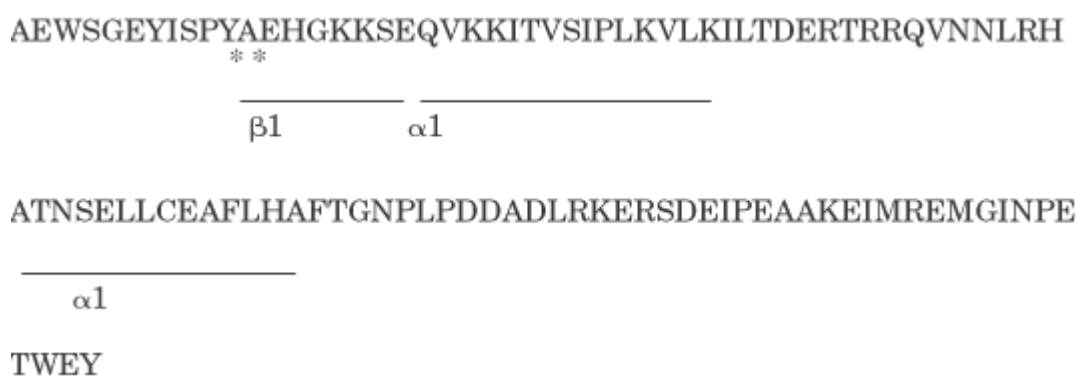 AEWSGEYISPYAEHGKKSEQVKKITVSIPLKVLKILTDERTRRQVNNLRH
* *
β1 α1
ATNSELLCEAFLHAFTGNPLPDDADLRKERSDEIPEAAKEIMREMGINPE
α1
TWEY